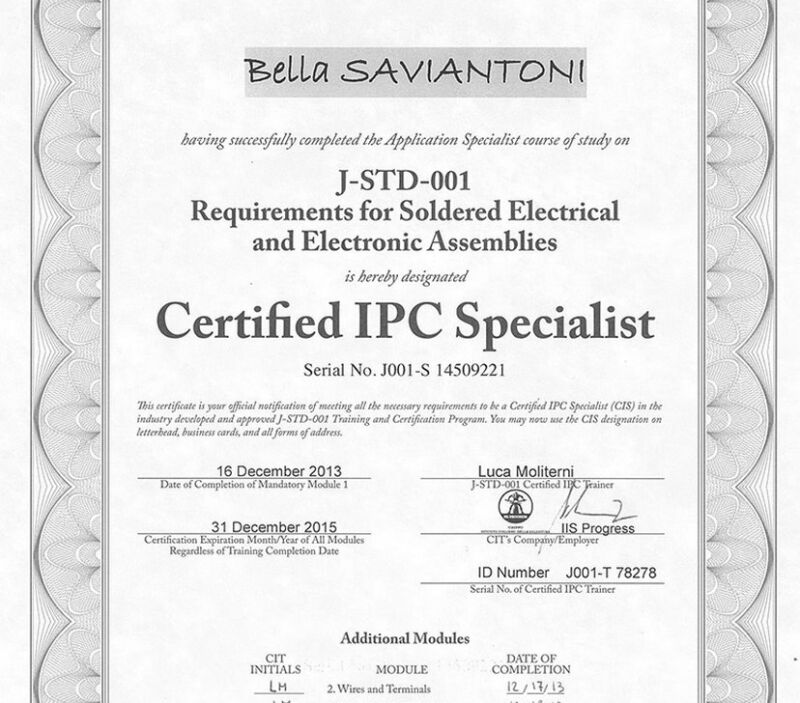 Bella SAVIANTONI
having successfully completed the Application Specialist course of study on
J-STD-001
Requirements for Soldered Electrical
and Electronic Assemblies
is hereby designated
Certified IPC Specialist
Serial No. J001-S 14509221
This certificate is your official notification of meeting all the necessary requirements to be a Certified IPC Specialist (CIS) in the
industry developed and approved J-STD-001 Training and Certification Program. You may now use the CIS designation on
letterhead, business cards, and all forms of address.
16 December 2013
Date of Completion of Mandatory Module 1
Luca Moliterni
J-STD-001 Certified IPC Trainer
31 December 2015
Certification Expiration Month/Year of All Modules
Regardless of Training Completion Date
IIS Progress
CIT's Company/Employer
ID Number J001-T 78278
Serial No. of Certified IPC Trainer
Additional Modules
CIT
INITIALS
MODULE
DATE OF
COMPLETION
LM
2. Wires and Terminals
12/17/13